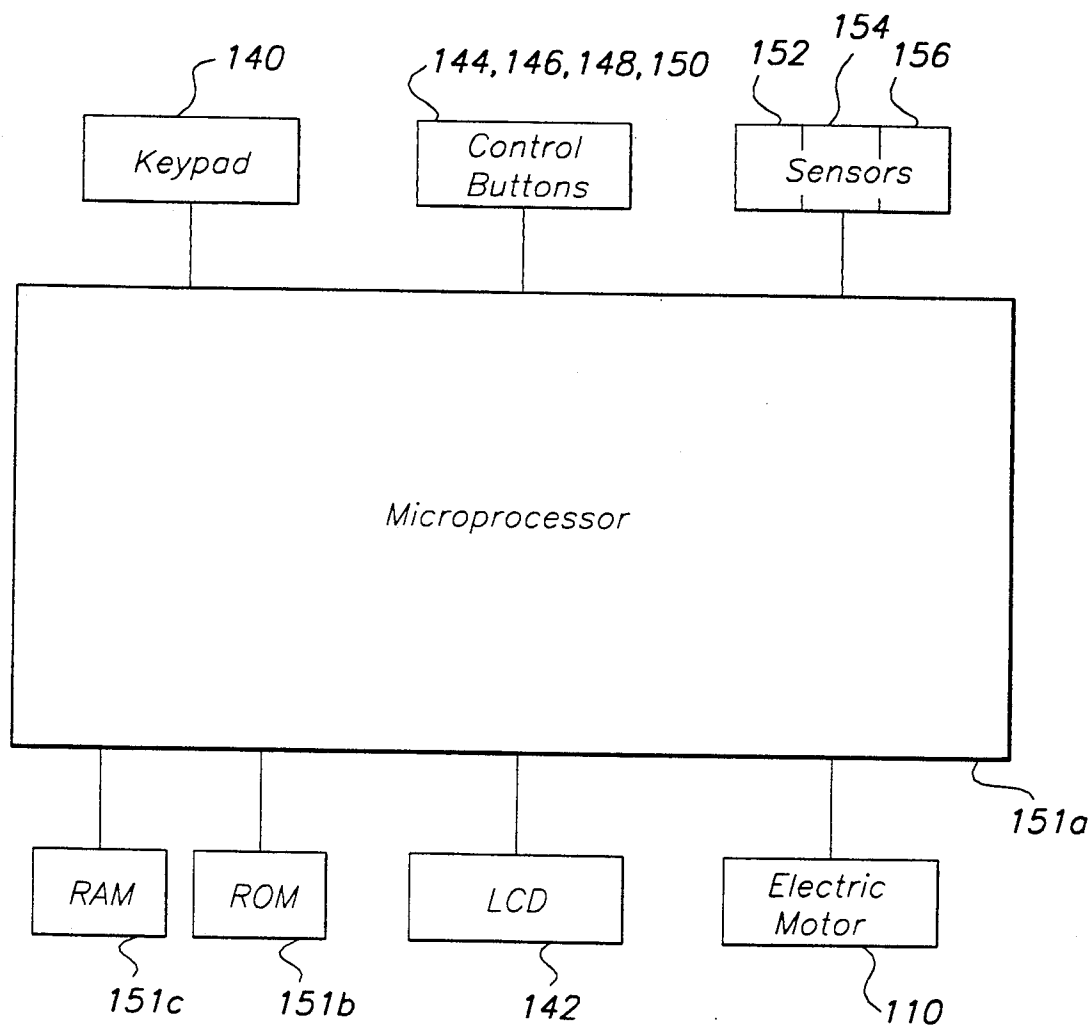 140
144, 146, 148, 150
152
154
156
Keypad
Control
Buttons
Sensors
Microprocessor
151a
RAM
ROM
LCD
Electric
Motor
151c
151b
142
110